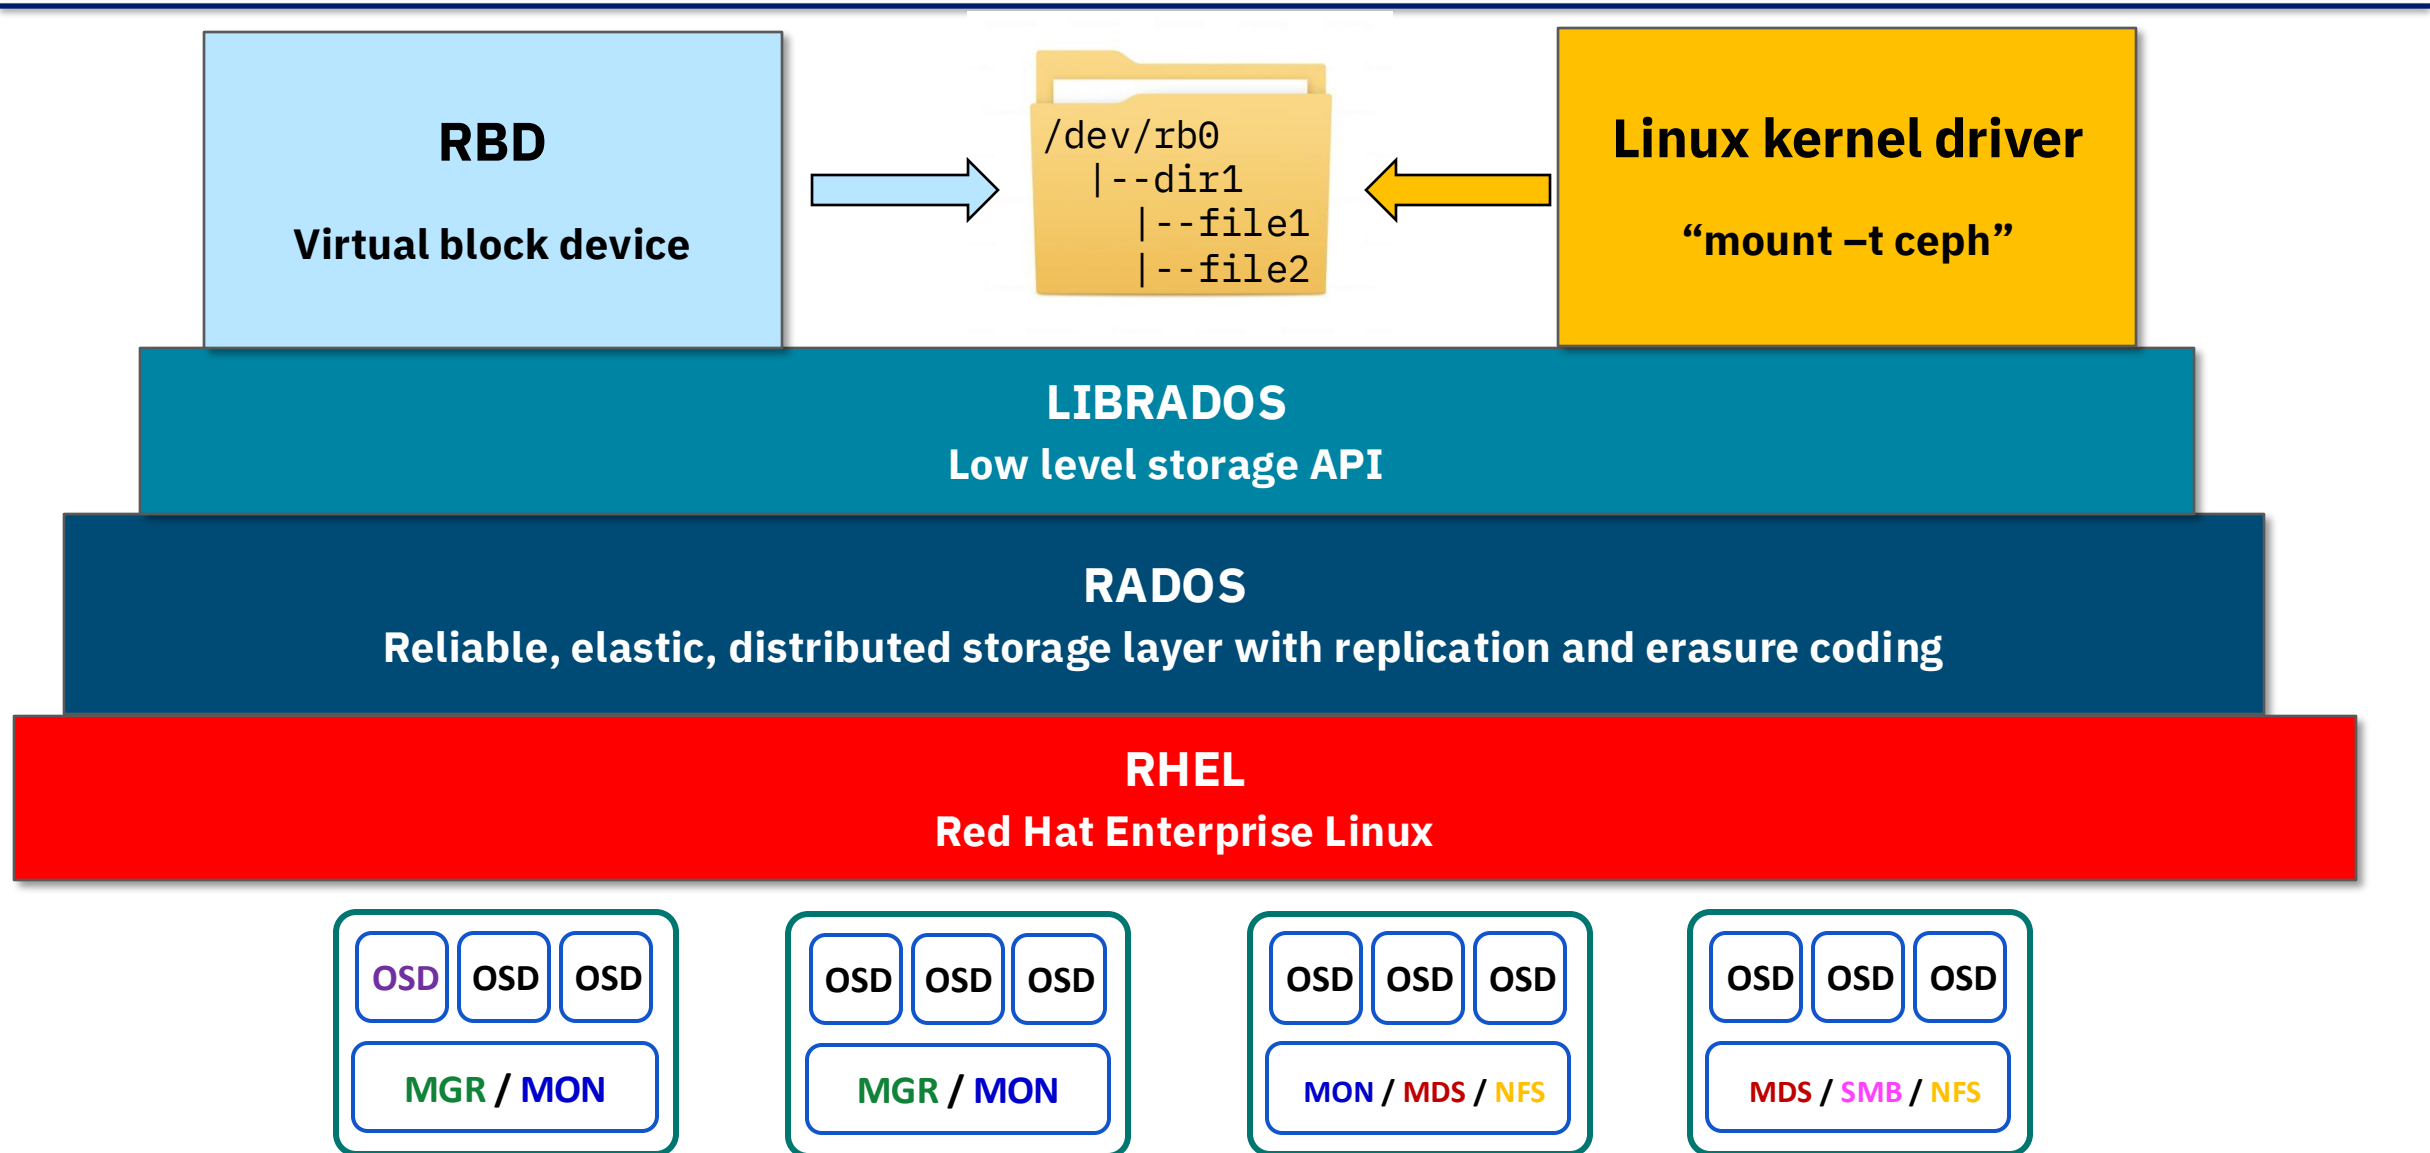 RBD
Virtual block device
/dev/rb0
|--dir1
|--file1
|--file2
Linux kernel driver
“mount –t ceph”
LIBRADOS
Low level storage API
RADOS
Reliable, elastic, distributed storage layer with replication and erasure coding
RHEL
Red Hat Enterprise Linux
OSD OSD OSD
MGR / MON
OSD OSD OSD
MGR / MON
OSD OSD OSD
MON / MDS / NFS
OSD OSD OSD
MDS / SMB / NFS